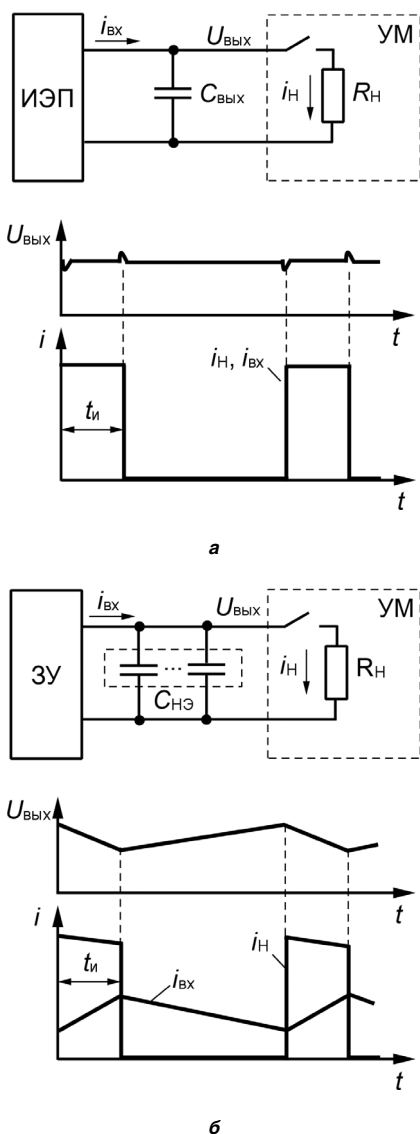 iвх
Uвых
УМ
ИЭП
Cвых
iН
RН
Uвых
t
i
iН, iвх
tи
t
а
iвх
Uвых
УМ
ЗУ
...
CНЭ
iН
RН
Uвых
t
i
tи
iвх
iН
t
б